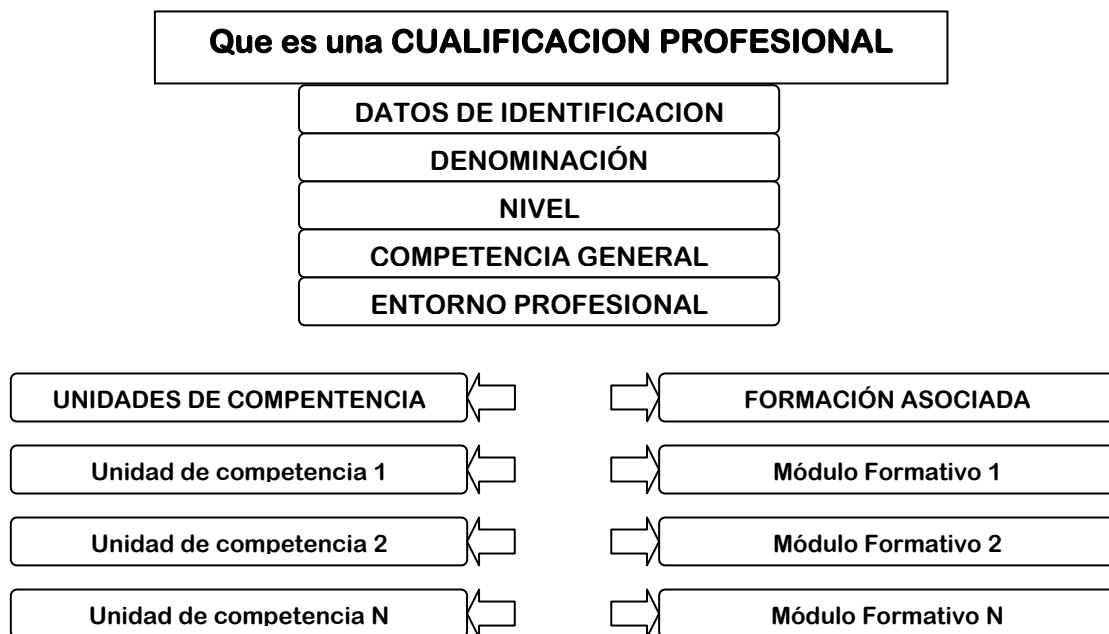 Que es una CUALIFICACION PROFESIONAL
DATOS DE IDENTIFICACION
DENOMINACIÓN
NIVEL
COMPETENCIA GENERAL
ENTORNO PROFESIONAL
UNIDADES DE COMPENTENCIA
FORMACIÓN ASOCIADA
Unidad de competencia 1
Módulo Formativo 1
Unidad de competencia 2
Módulo Formativo 2
Unidad de competencia N
Módulo Formativo N